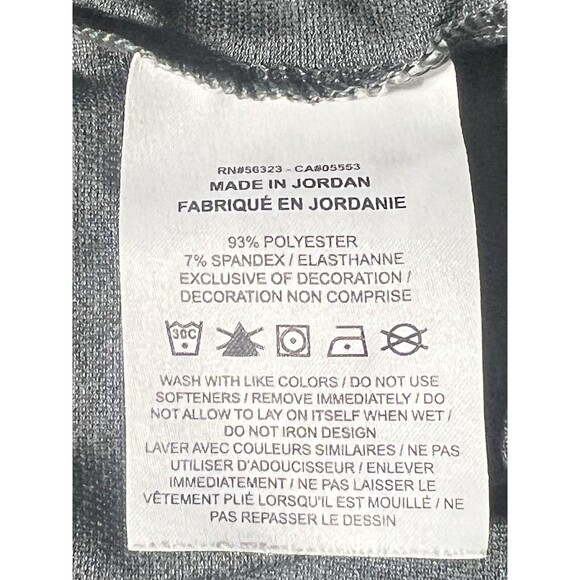 RN#56323 - CA#05553
MADE IN JORDAN
FABRIQUÉ EN JORDANIE
93% POLYESTER
7% SPANDEX / ELASTHANNE
EXCLUSIVE OF DECORATION /
DECORATION NON COMPRISE
30C
WASH WITH LIKE COLORS / DO NOT USE
SOFTENERS / REMOVE IMMEDIATELY / DO
NOT ALLOW TO LAY ON ITSELF WHEN WET /
DO NOT IRON DESIGN
LAVER AVEC COULEURS SIMILAIRES / NE PAS
UTILISER D'ADOUCISSEUR / ENLEVER
IMMEDIATEMENT / NE PAS LAISSER LE
VÊTEMENT PLIÉ LORSQU'IL EST MOUILLÉ / NE
PAS REPASSER LE DESSIN